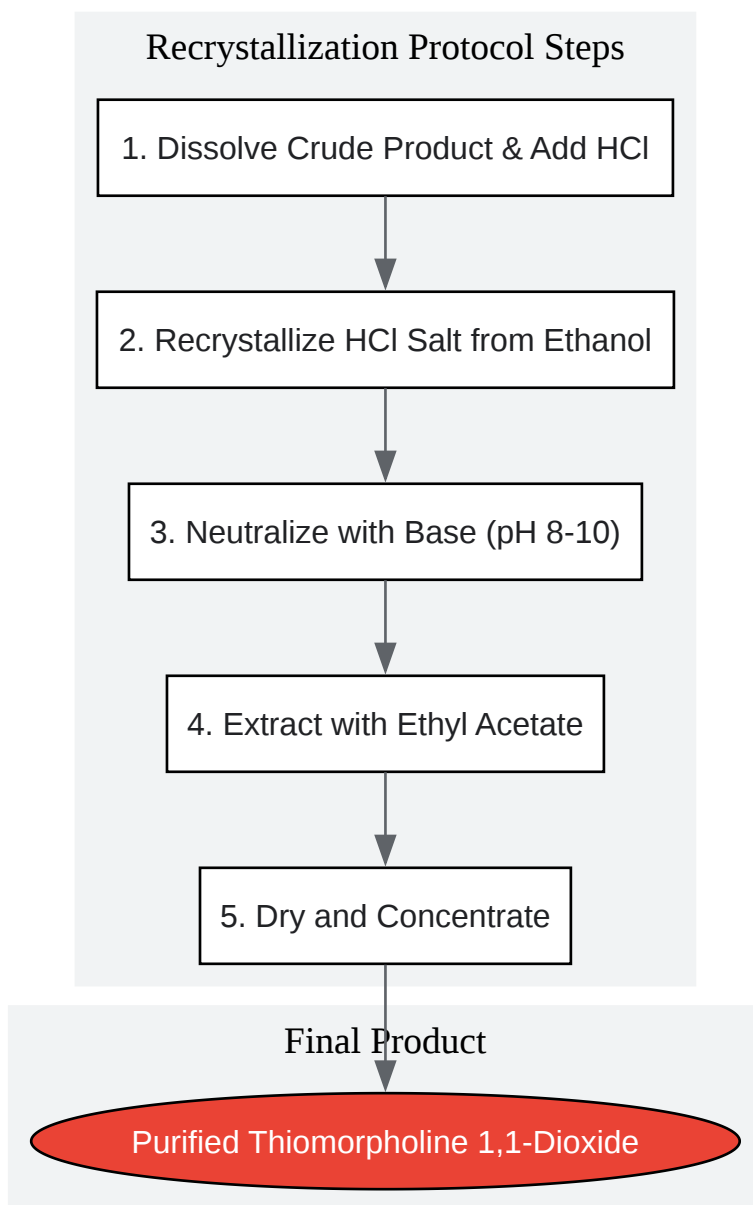 Recrystallization Protocol Steps
1. Dissolve Crude Product & Add HCl
2. Recrystallize HCl Salt from Ethanol
3. Neutralize with Base (pH 8-10)
4. Extract with Ethyl Acetate
5. Dry and Concentrate
Final Product
Purified Thiomorpholine 1,1-Dioxide